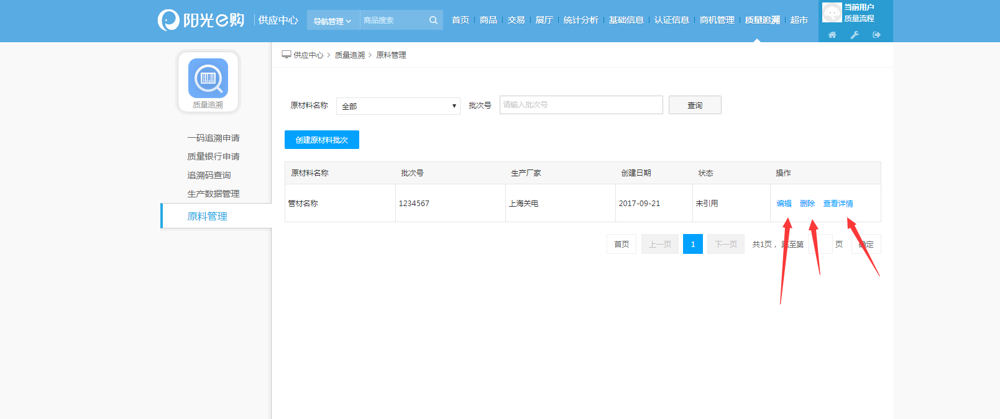 阳光e购 供应中心 导航管理 商品搜索 首页 商品 交易 展厅 统计分析 基础信息 认证信息 商机管理 质量追溯 超市
当前用户
质量流程
供应中心 > 质量追溯 > 原料管理
质量追溯
一码追溯申请
质量银行申请
追溯码查询
生产数据管理
原料管理
原材料名称 全部 批次号 请输入批次号 查询
创建原材料批次
原材料名称 批次号 生产厂家 创建日期 状态 操作
管材名称 1234567 上海关电 2017-09-21 未引用 编辑 删除 查看详情
首页 上一页 1 下一页 共1页， 跳至第 页 确定